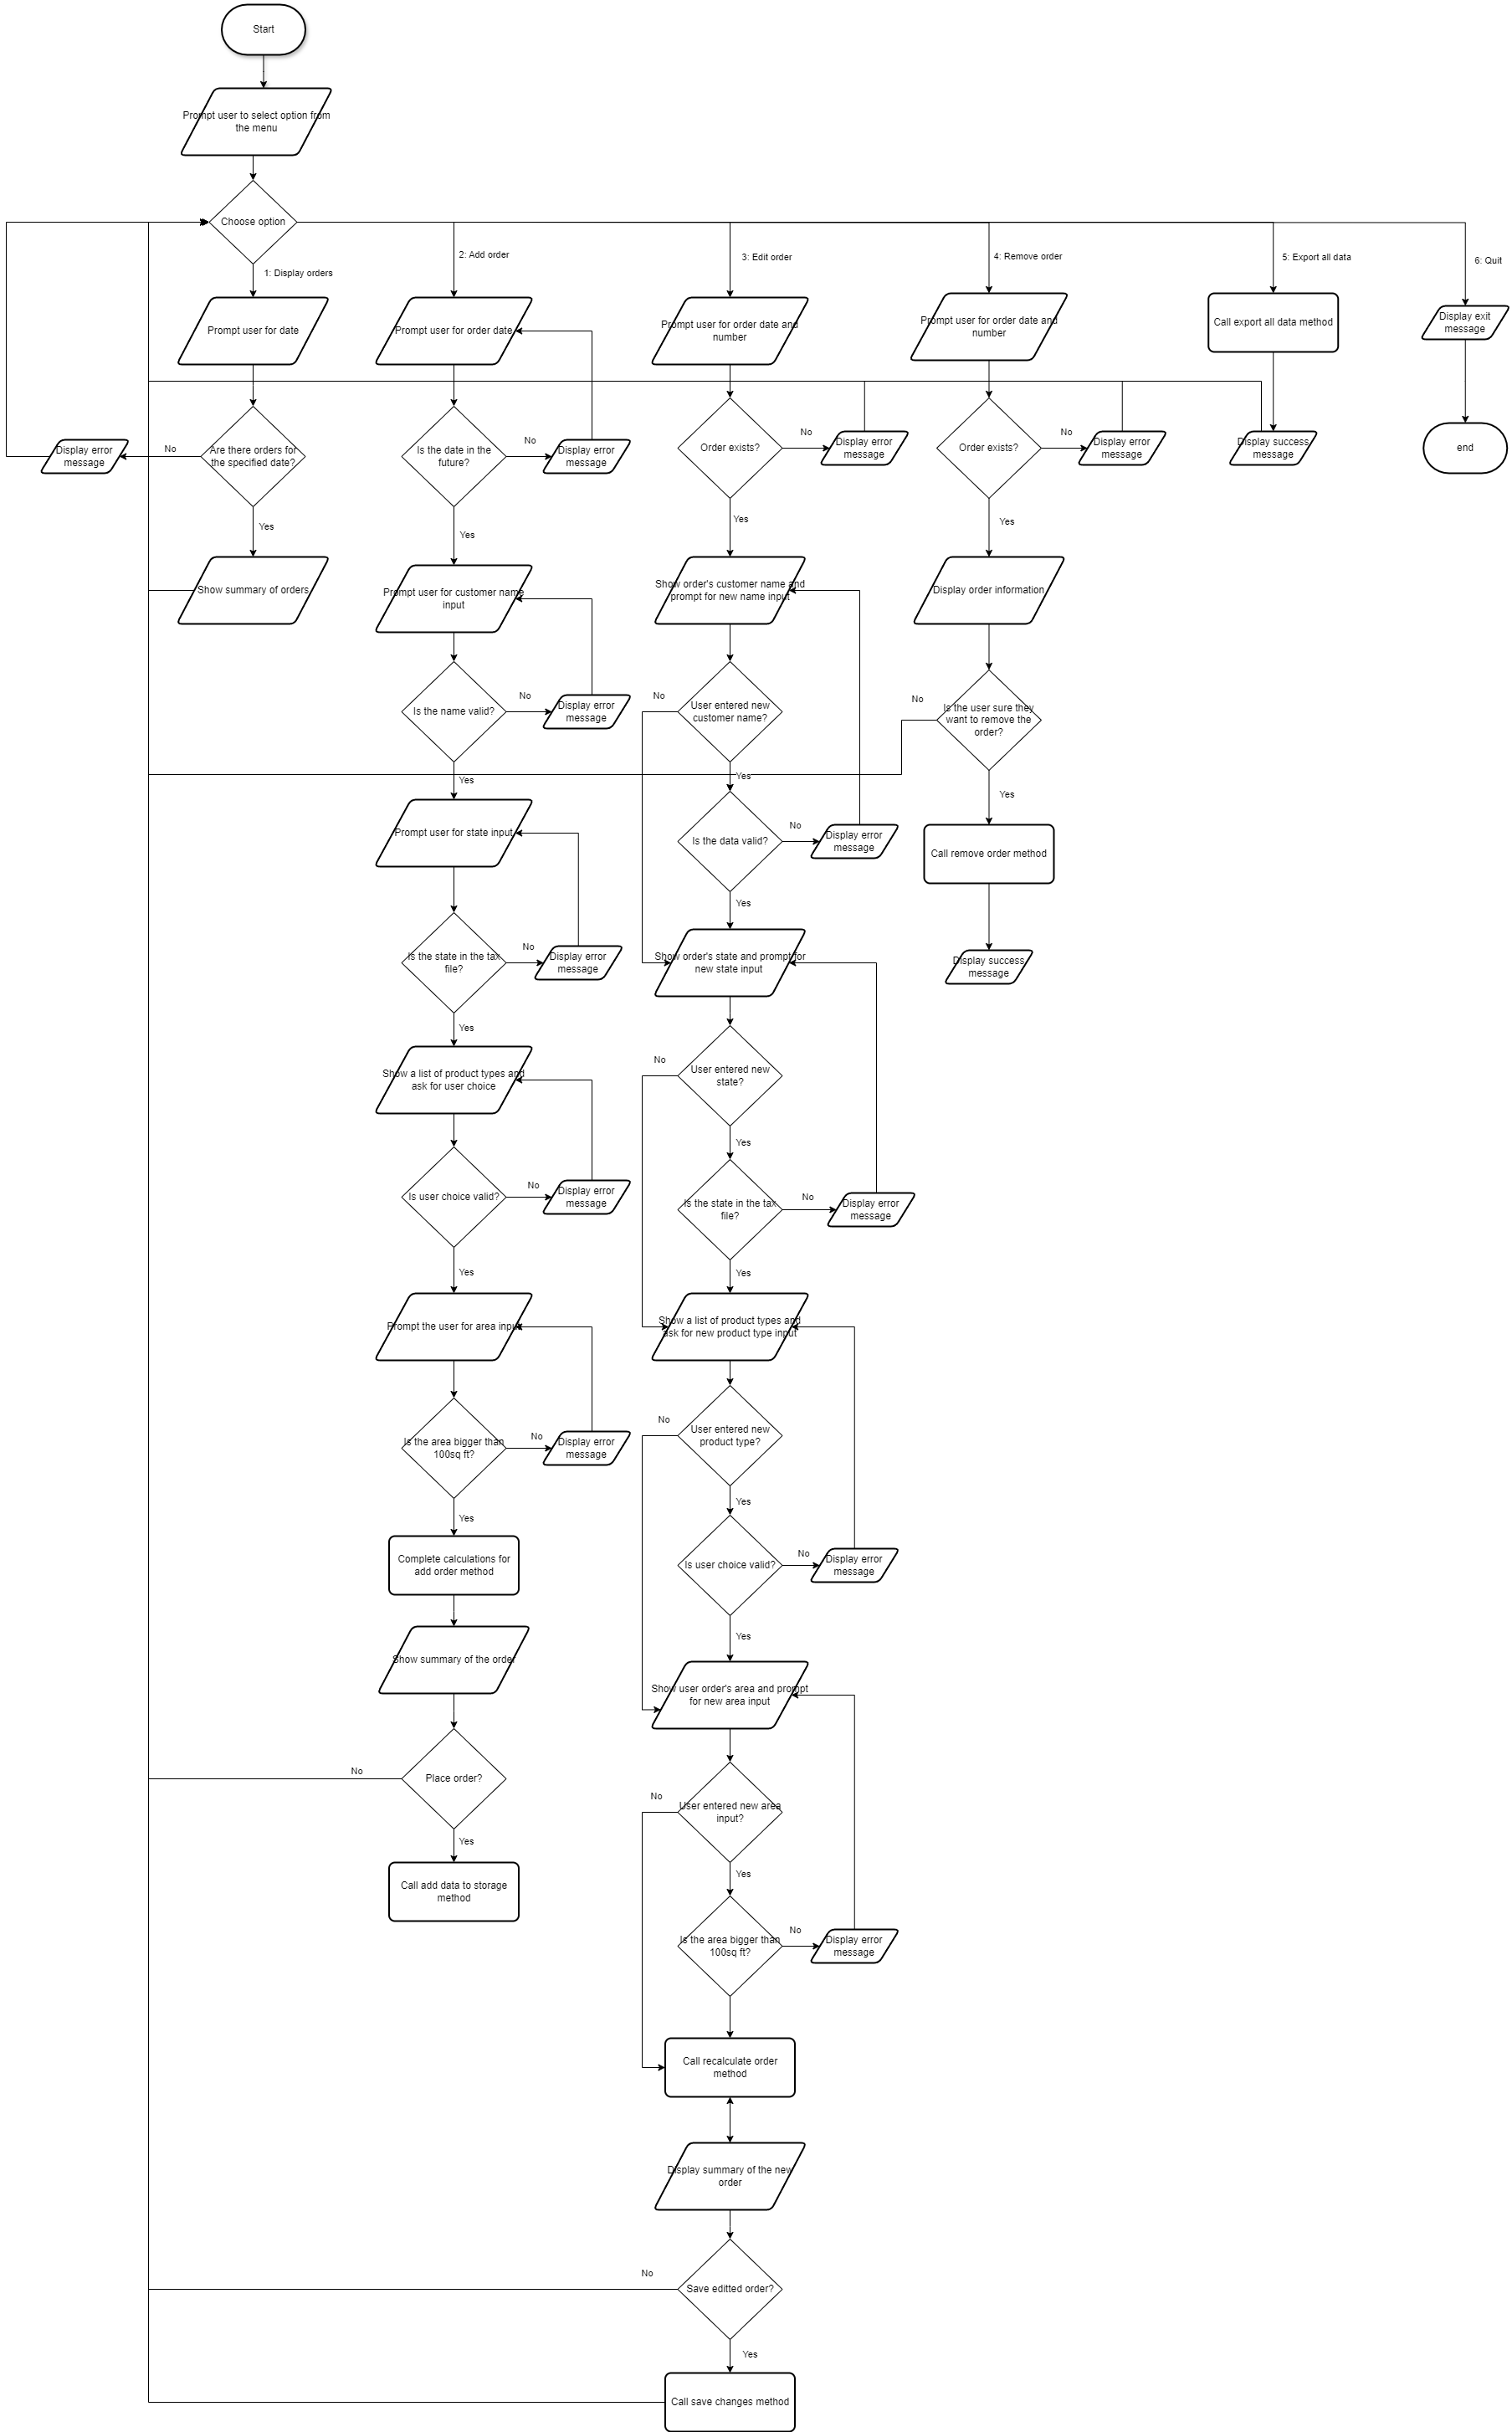 Start
Prompt user to select option from
the menu
Choose option
1: Display orders
2: Add order
3: Edit order
4: Remove order
5: Export all data
6: Quit
Prompt user for date
Are there orders for
the specified date?
No
Display error
message
Yes
Show summary of orders
Prompt user for order date
Is the date in the
future?
No
Display error
message
Yes
Prompt user for customer name
input
Is the name valid?
No
Display error
message
Yes
Prompt user for state input
Is the state in the tax
file?
No
Display error
message
Yes
Show a list of product types and
ask for user choice
Is user choice valid?
No
Display error
message
Yes
Prompt the user for area input
Is the area bigger than
100sq ft?
No
Display error
message
Yes
Complete calculations for
add order method
Show summary of the order
Place order?
No
Yes
Call add data to storage
method
Prompt user for order date and
number
Order exists?
No
Display error
message
Yes
Show order's customer name and
prompt for new name input
User entered new
customer name?
No
Yes
Is the data valid?
No
Display error
message
Yes
Show order's state and prompt for
new state input
User entered new
state?
No
Yes
Is the state in the tax
file?
No
Display error
message
Yes
Show a list of product types and
ask for new product type input
User entered new
product type?
No
Yes
Is user choice valid?
No
Display error
message
Yes
Show user order's area and prompt
for new area input
User entered new area
input?
No
Yes
Is the area bigger than
100sq ft?
No
Display error
message
Call recalculate order
method
Display summary of the new
order
Save editted order?
No
Yes
Call save changes method
Prompt user for order date and
number
Order exists?
No
Display error
message
Yes
Display order information
Is the user sure they
want to remove the
order?
No
Yes
Call remove order method
Display success
message
Call export all data method
Display success
message
Display exit
message
end